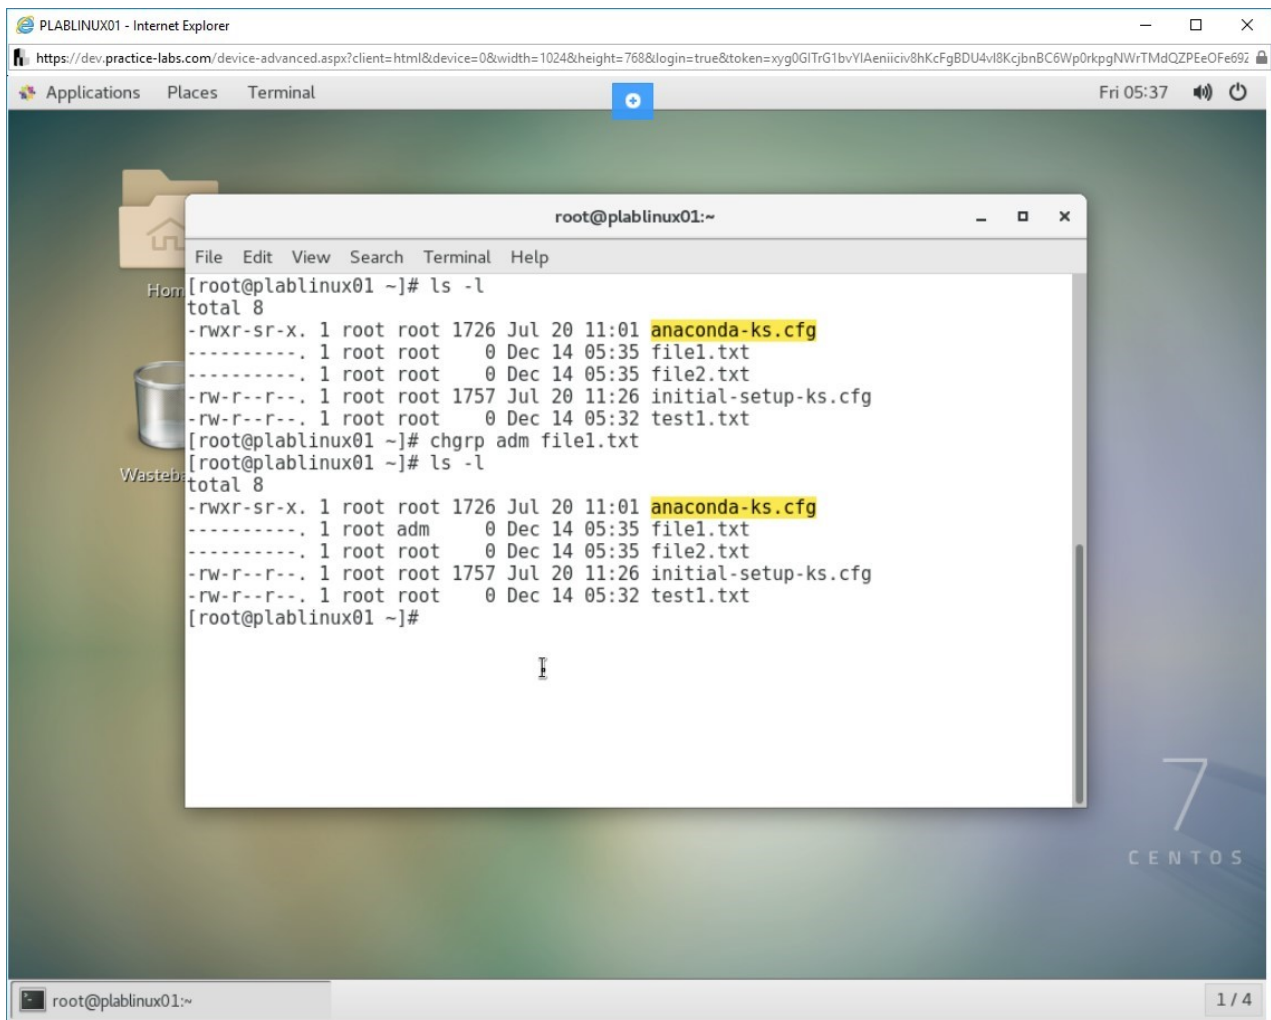 PLABLINUX01 - Internet Explorer
https://dev.practice-labs.com/device-advanced.aspx?client=html&device=0&width=1024&height=768&login=true&token=
Applications Places Terminal Fri 05:37
Home
root@plablinux01:~
File Edit View Search Terminal Help
[root@plablinux01 ~]# ls -l
total 8
-rwxr-sr-x. 1 root root 1726 Jul 20 11:01 anaconda-ks.cfg
----------. 1 root root    0 Dec 14 05:35 file1.txt
----------. 1 root root    0 Dec 14 05:35 file2.txt
-rw-r--r--. 1 root root 1757 Jul 20 11:26 initial-setup-ks.cfg
-rw-r--r--. 1 root root    0 Dec 14 05:32 test1.txt
[root@plablinux01 ~]# chgrp adm file1.txt
[root@plablinux01 ~]# ls -l
total 8
-rwxr-sr-x. 1 root root 1726 Jul 20 11:01 anaconda-ks.cfg
----------. 1 root adm     0 Dec 14 05:35 file1.txt
----------. 1 root root    0 Dec 14 05:35 file2.txt
-rw-r--r--. 1 root root 1757 Jul 20 11:26 initial-setup-ks.cfg
-rw-r--r--. 1 root root    0 Dec 14 05:32 test1.txt
[root@plablinux01 ~]#
Wasteb
7
CENTOS
root@plablinux01:~
1 / 4